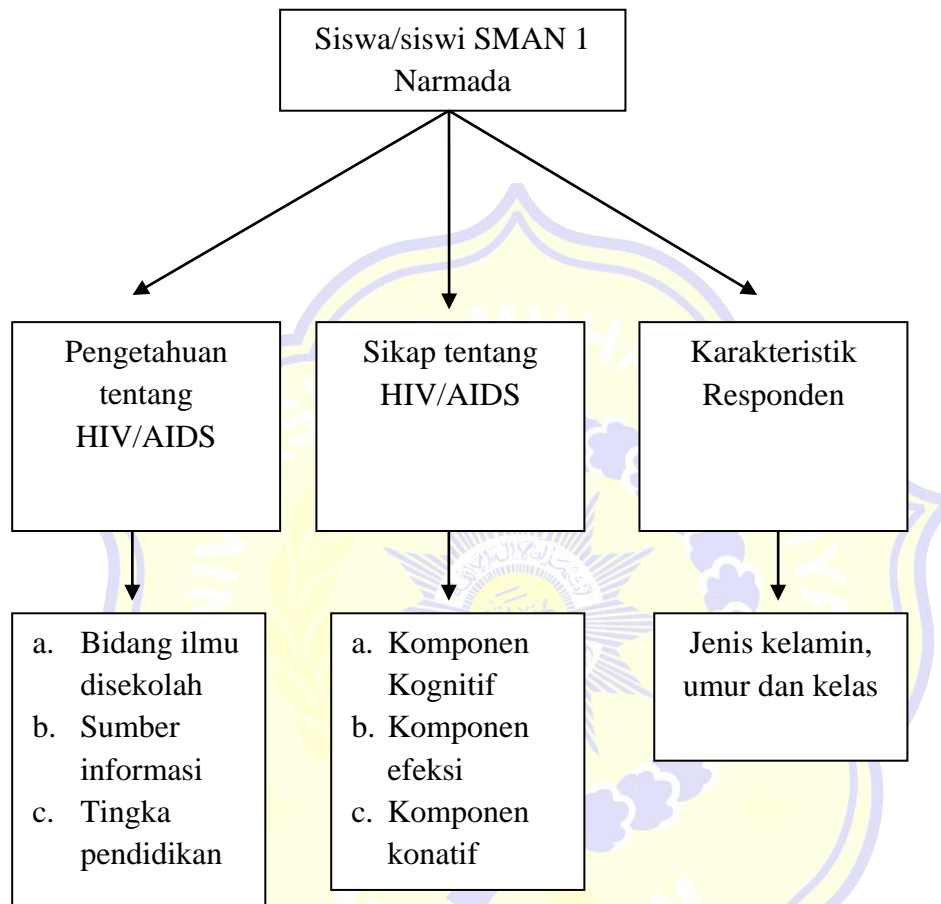 Siswa/siswi SMAN 1
Narmada
Pengetahuan
tentang
HIV/AIDS
Sikap tentang
HIV/AIDS
Karakteristik
Responden
a. Bidang ilmu
disekolah
b. Sumber
informasi
c. Tingka
pendidikan
a. Komponen
Kognitif
b. Komponen
efeksi
c. Komponen
konatif
Jenis kelamin,
umur dan kelas